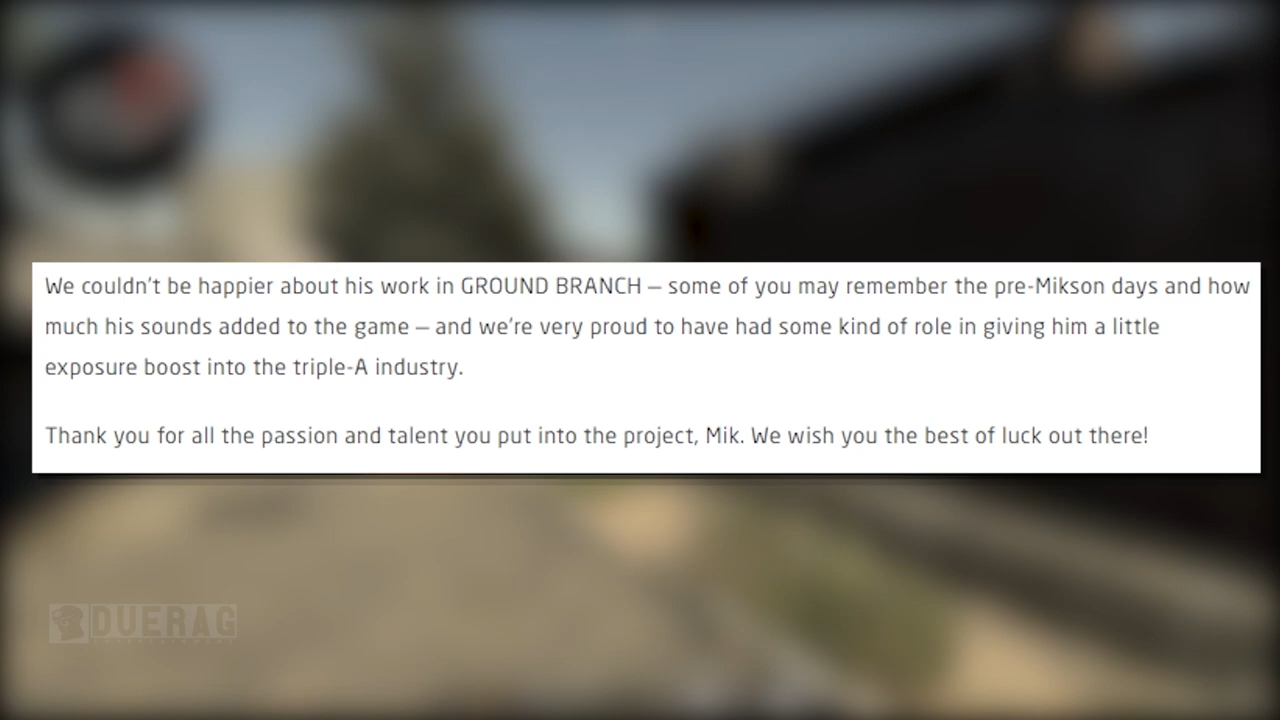 We couldn't be happier about his work in GROUND BRANCH – some of you may remember the pre-Mikson days and how
much his sounds added to the game – and we're very proud to have had some kind of role in giving him a little
exposure boost into the triple-A industry.
Thank you for all the passion and talent you put into the project, Mik. We wish you the best of luck out there!
DUERAG